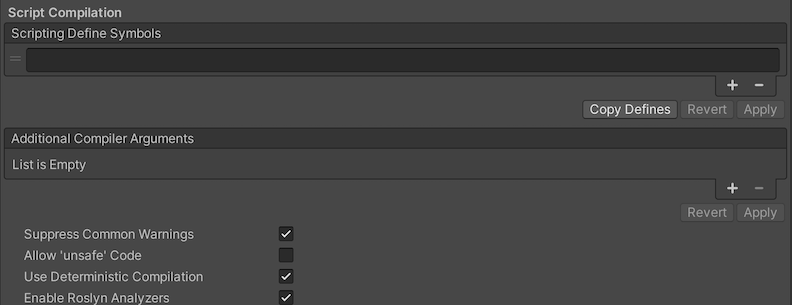 Script Compilation
Scripting Define Symbols
Copy Defines Revert Apply
Additional Compiler Arguments
List is Empty
Revert Apply
Suppress Common Warnings
Allow 'unsafe' Code
Use Deterministic Compilation
Enable Roslyn Analyzers